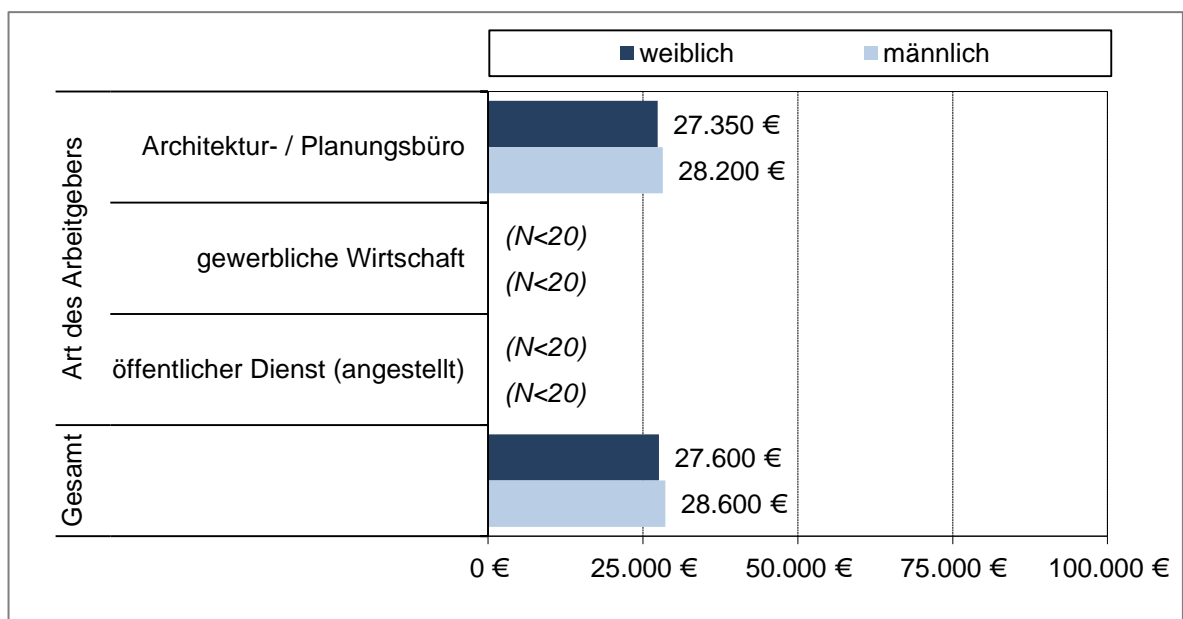 weiblich männlich
Art des Arbeitgebers
Architektur- / Planungsbüro
27.350 €
28.200 €
gewerbliche Wirtschaft
(N<20)
(N<20)
öffentlicher Dienst (angestellt)
(N<20)
(N<20)
Gesamt
27.600 €
28.600 €
0 € 25.000 € 50.000 € 75.000 € 100.000 €